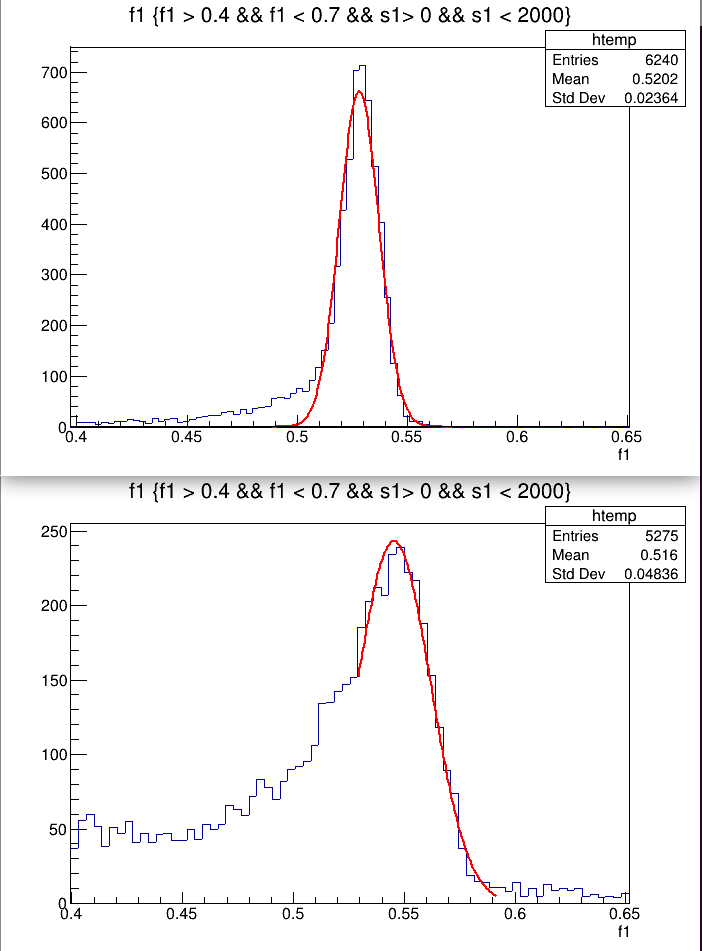 f1 {f1 > 0.4 && f1 < 0.7 && s1> 0 && s1 < 2000}
htemp
Entries 6240
Mean 0.5202
Std Dev 0.02364
700
600
500
400
300
200
100
0
0.4 0.45 0.5 0.55 0.6 0.65
f1
f1 {f1 > 0.4 && f1 < 0.7 && s1> 0 && s1 < 2000}
htemp
Entries 5275
Mean 0.516
Std Dev 0.04836
250
200
150
100
50
0
0.4 0.45 0.5 0.55 0.6 0.65
f1